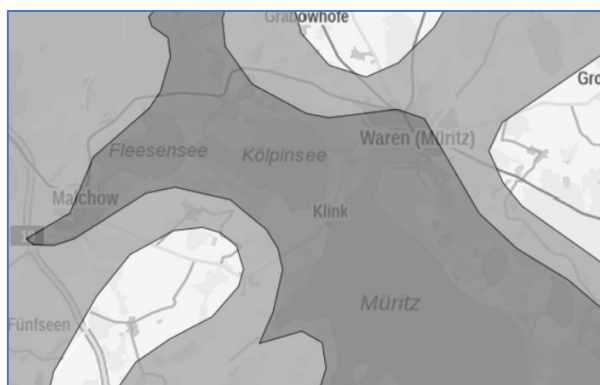 Grabowhöfe
Gro
Waren (Müritz)
Fleesensee
Kölpinsee
Malchow
Klink
Müritz
Fünfseen